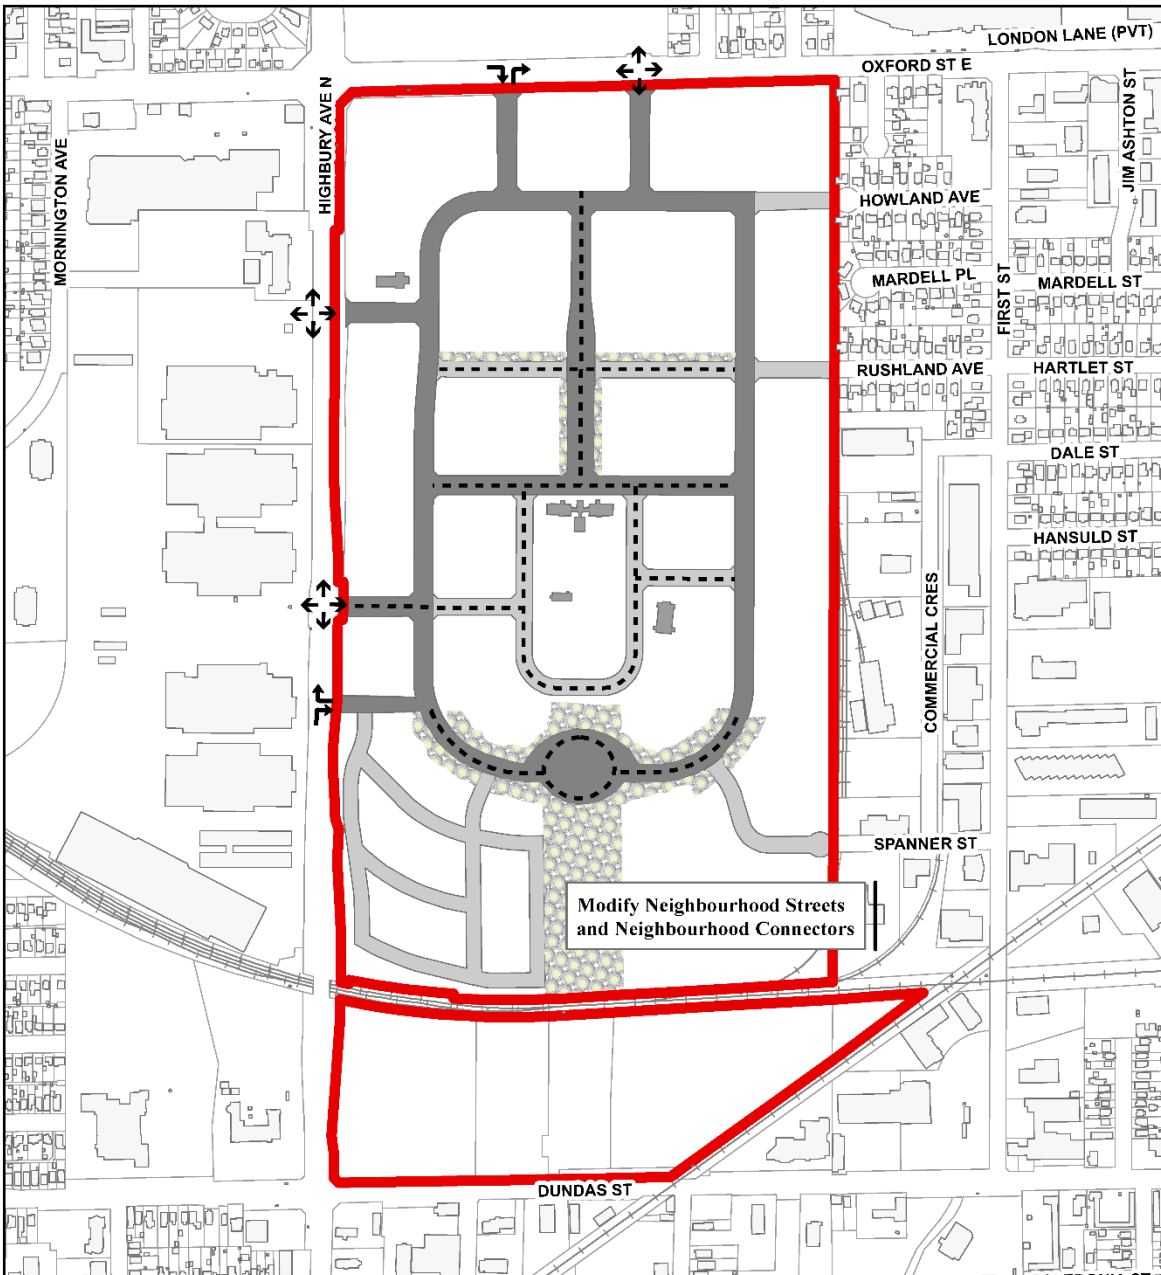 LONDON LANE (PVT)
OXFORD ST E
HIGHBURY AVE N
MORNINGTON AVE
JIM ASHTON ST
HOWLAND AVE
FIRST ST
MARDELL PL
MARDELL ST
RUSHLAND AVE
HARTLET ST
DALE ST
HANSULD ST
COMMERCIAL CRES
SPANNER ST
Modify Neighbourhood Streets
and Neighbourhood Connectors
DUNDAS ST